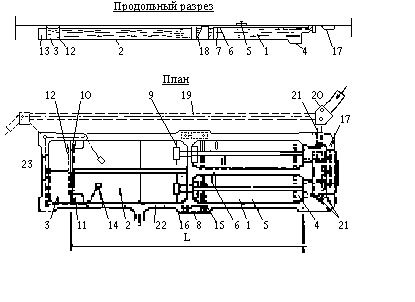 Продольный разрез
13 3 12 2 18 7 6 1 5 4 17
План
12 10 9 19 21 20
17
23
3 11 14 2 22 16 8 15 6 1 5 4 21
L